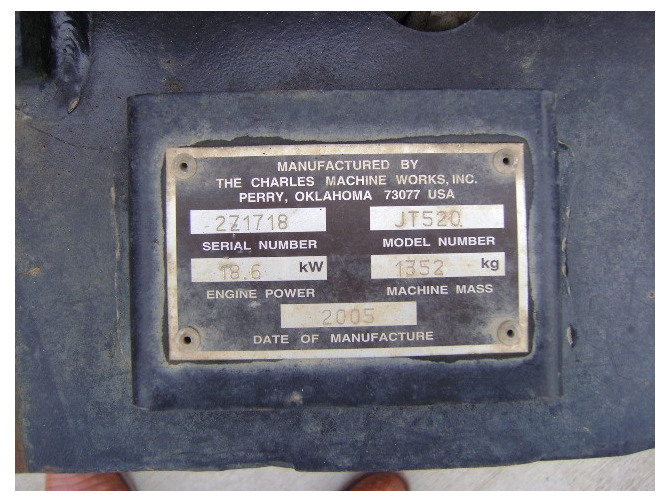 MANUFACTURED BY
THE CHARLES MACHINE WORKS, INC.
PERRY, OKLAHOMA 73077 USA
2Z1718 JT520
SERIAL NUMBER MODEL NUMBER
18.6 kW 1352 kg
ENGINE POWER MACHINE MASS
2005
DATE OF MANUFACTURE